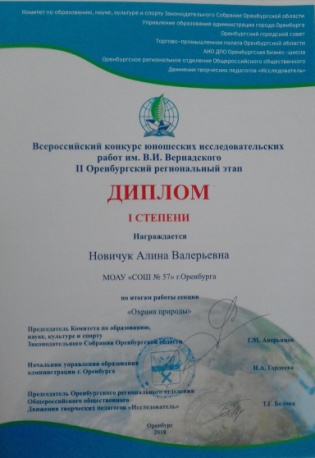 Комитет по образованию, науке, культуре и спорту Законодательного Собрания Оренбургской области
Управление образования администрации города Оренбурга
Оренбургский городской совет
Торгово-промышленная палата Оренбургской области
АНО ДПО Оренбургская бизнес-школа
Оренбургское региональное отделение Общероссийского общественного
Движения творческих педагогов «Исследователь»
Всероссийский конкурс юношеских исследовательских
работ им. В.И. Вернадского
II Оренбургский региональный этап
ДИПЛОМ
I СТЕПЕНИ
Награждается
Новичук Алина Валерьевна
МОАУ «СОШ № 57» г.Оренбурга
по итогам работы секции
«Охрана природы»
Председатель Комитета по образованию,
науке, культуре и спорту
Законодательного Собрания Оренбургской области
Г.М. Аверьянов
Начальник управления образования
администрации г. Оренбурга
Н.А. Гордеева
Председатель Оренбургского регионального отделения
Общероссийского общественного
Движения творческих педагогов «Исследователь»
Т.Г. Белова
Оренбург
2018